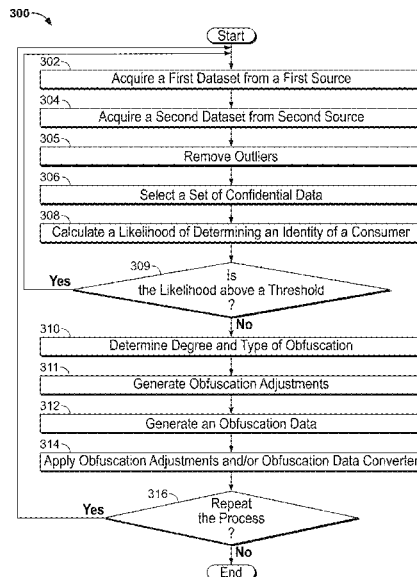 300
Start
302
Acquire a First Dataset from a First Source
304
Acquire a Second Dataset from Second Source
305
Remove Outliers
306
Select a Set of Confidential Data
308
Calculate a Likelihood of Determining an Identity of a Consumer
309
Yes
Is
the Likelihood above a Threshold
?
No
310
Determine Degree and Type of Obfuscation
311
Generate Obfuscation Adjustments
312
Generate an Obfuscation Data
314
Apply Obfuscation Adjustments and/or Obfuscation Data Converter
316
Yes
Repeat
the Process
?
No
End